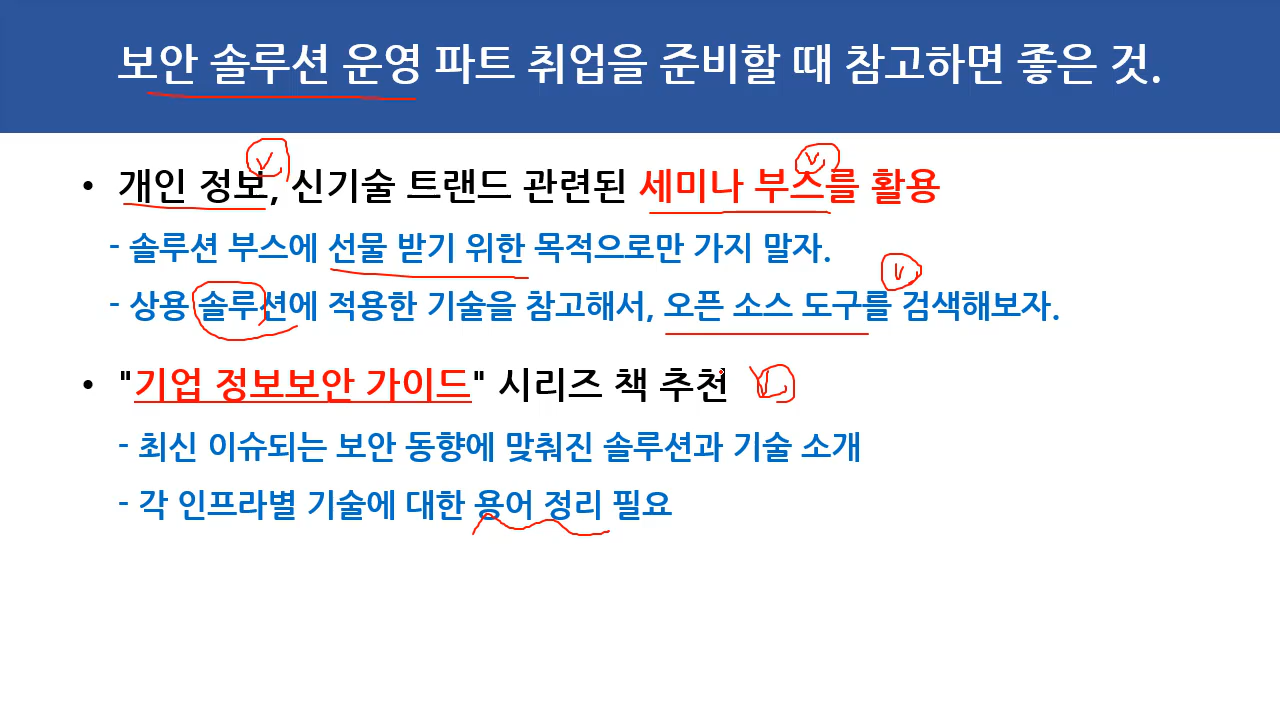 보안 솔루션 운영 파트 취업을 준비할 때 참고하면 좋은 것.
• 개인 정보, 신기술 트랜드 관련된 세미나 부스를 활용
- 솔루션 부스에 선물 받기 위한 목적으로만 가지 말자.
- 상용 솔루션에 적용한 기술을 참고해서, 오픈 소스 도구를 검색해보자.
• "기업 정보보안 가이드" 시리즈 책 추천
- 최신 이슈되는 보안 동향에 맞춰진 솔루션과 기술 소개
- 각 인프라별 기술에 대한 용어 정리 필요